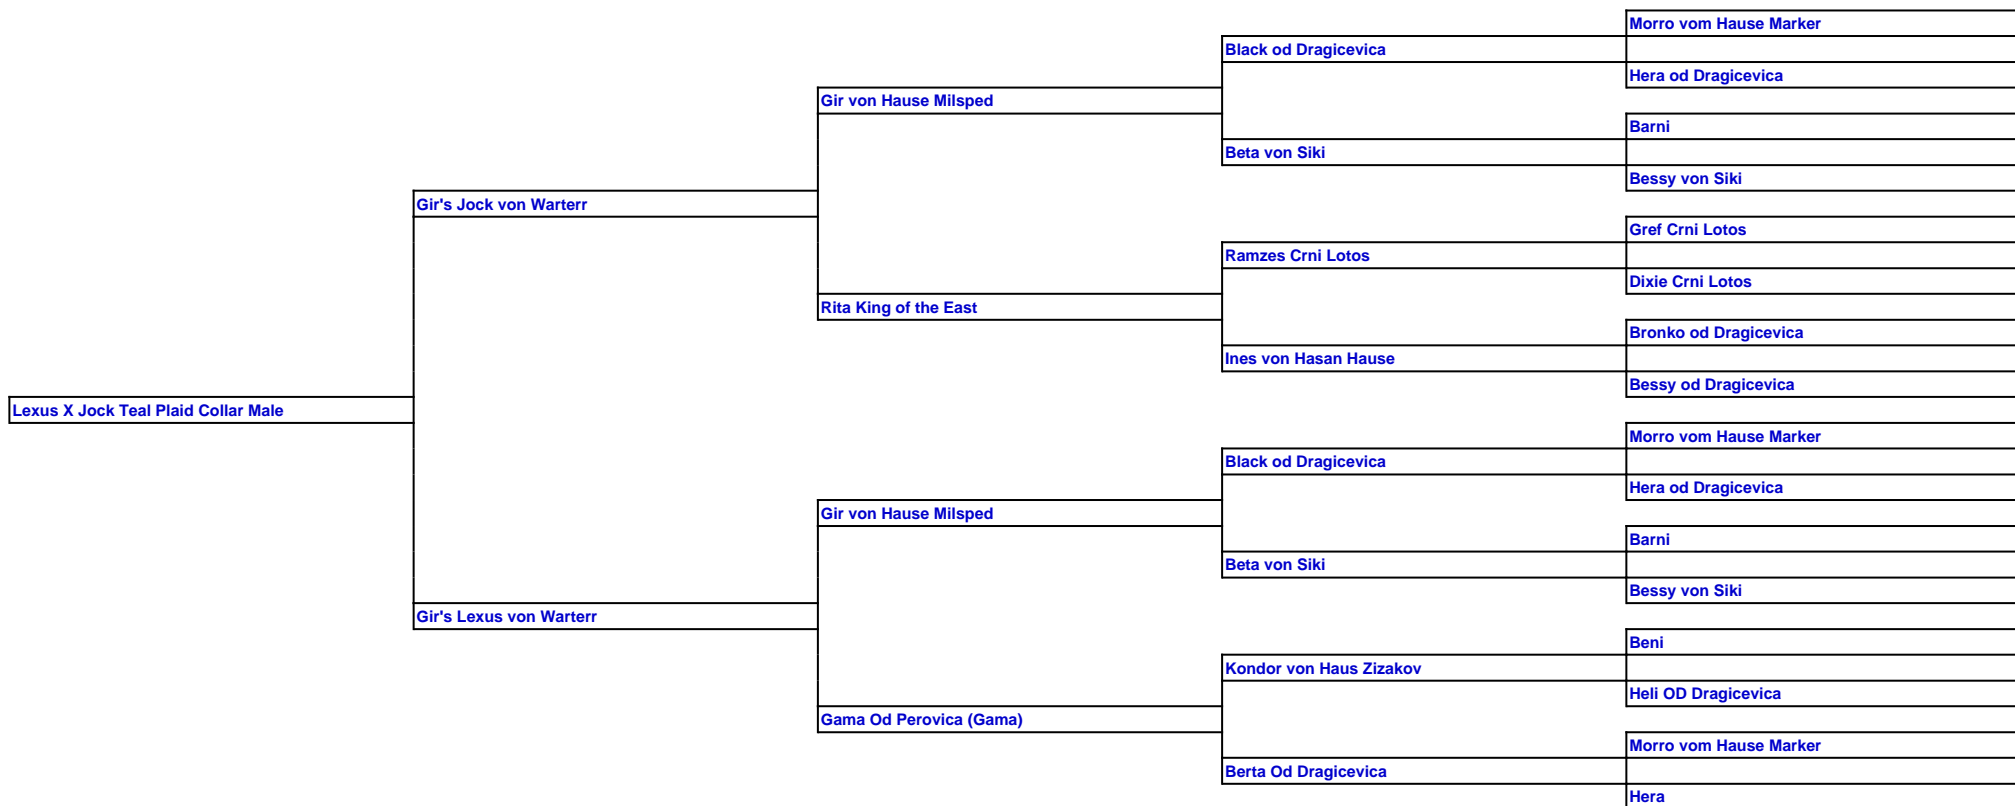 Morro vom Hause Marker
Black od Dragicevica
Hera od Dragicevica
Gir von Hause Milsped
Barni
Beta von Siki
Bessy von Siki
Gir's Jock von Warterr
Gref Crni Lotos
Ramzes Crni Lotos
Dixie Crni Lotos
Rita King of the East
Bronko od Dragicevica
Ines von Hasan Hause
Bessy od Dragicevica
Lexus X Jock Teal Plaid Collar Male
Morro vom Hause Marker
Black od Dragicevica
Hera od Dragicevica
Gir von Hause Milsped
Barni
Beta von Siki
Bessy von Siki
Gir's Lexus von Warterr
Beni
Kondor von Haus Zizakov
Heli OD Dragicevica
Gama Od Perovica (Gama)
Morro vom Hause Marker
Berta Od Dragicevica
Hera